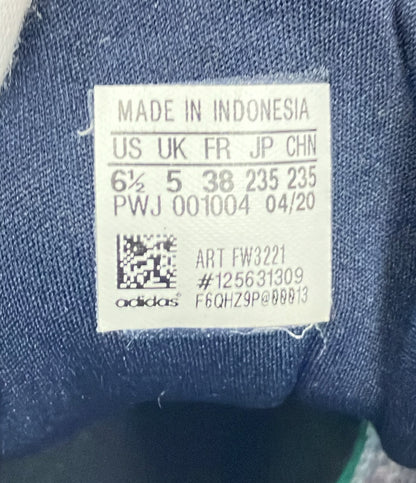 MADE IN INDONESIA
US UK FR JP CHN
6½ 5 38 235 235
PWJ 001004 04/20
ART FW3221
#125631309
adidas F6QHZ9P@00013